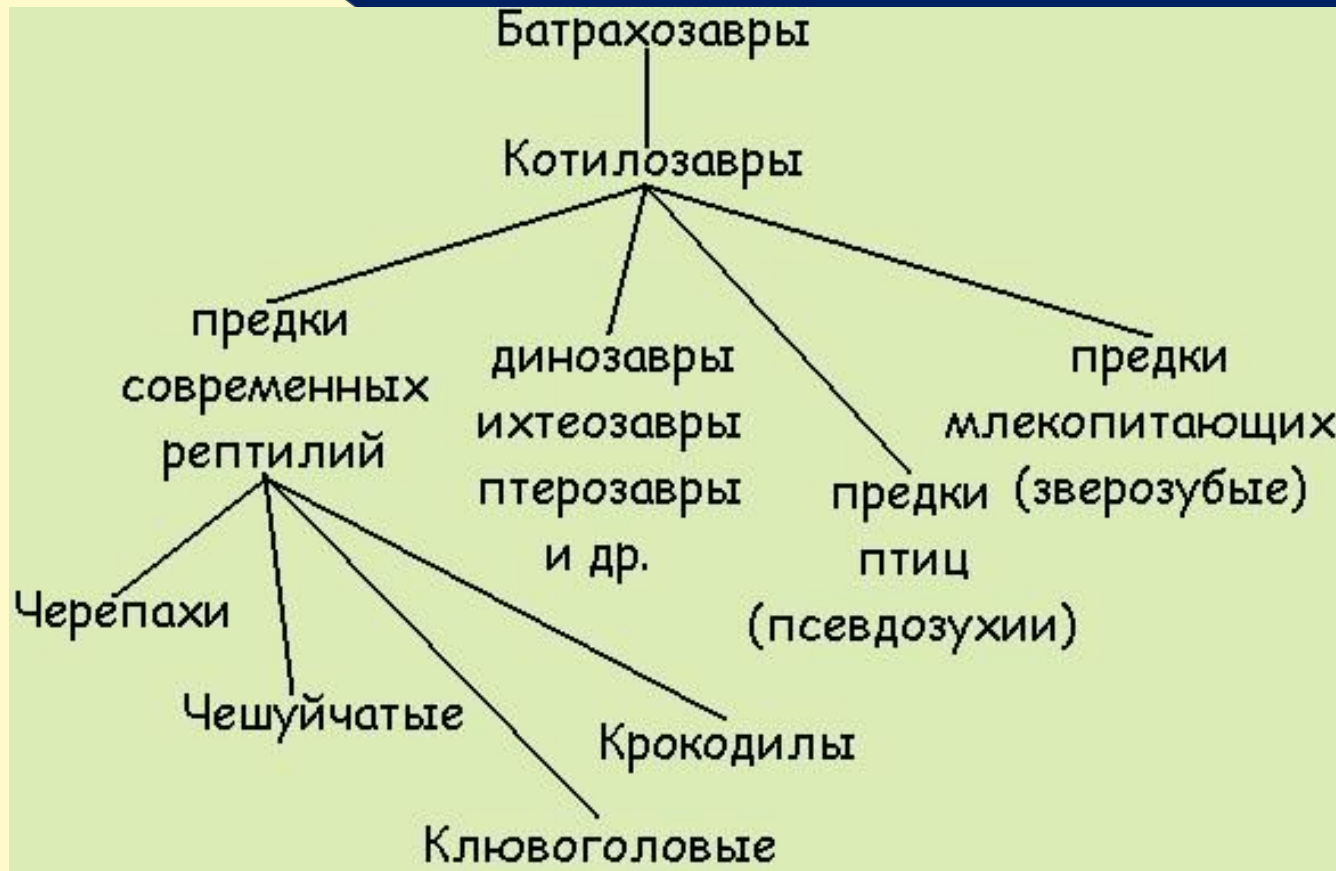 Батрахозавры
Котилозавры
предки
современных
рептилий
динозавры
ихтеозавры
птерозавры
и др.
предки
птиц
(псевдозухии)
предки
млекопитающих
(зверозубые)
Черепахи
Чешуйчатые
Клювоголовые
Крокодилы